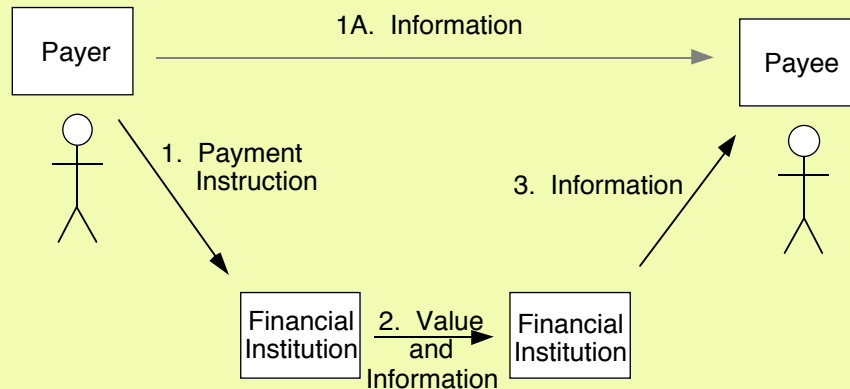 1A. Information
Payer
Payee
1. Payment
Instruction
3. Information
Financial
Institution
2. Value
and
Information
Financial
Institution